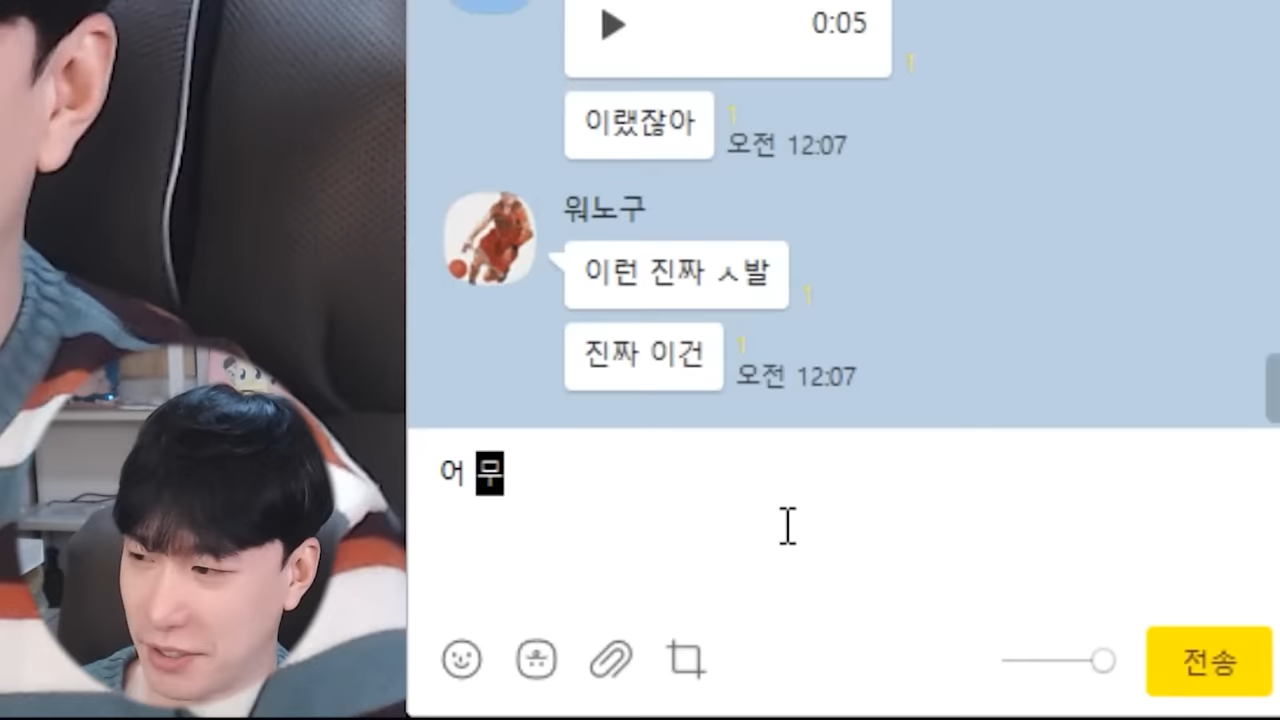 0:05
1
이랬잖아
1
오전 12:07
워노구
이런 진짜 ㅅ발
1
진짜 이건
1
오전 12:07
어 무
전송